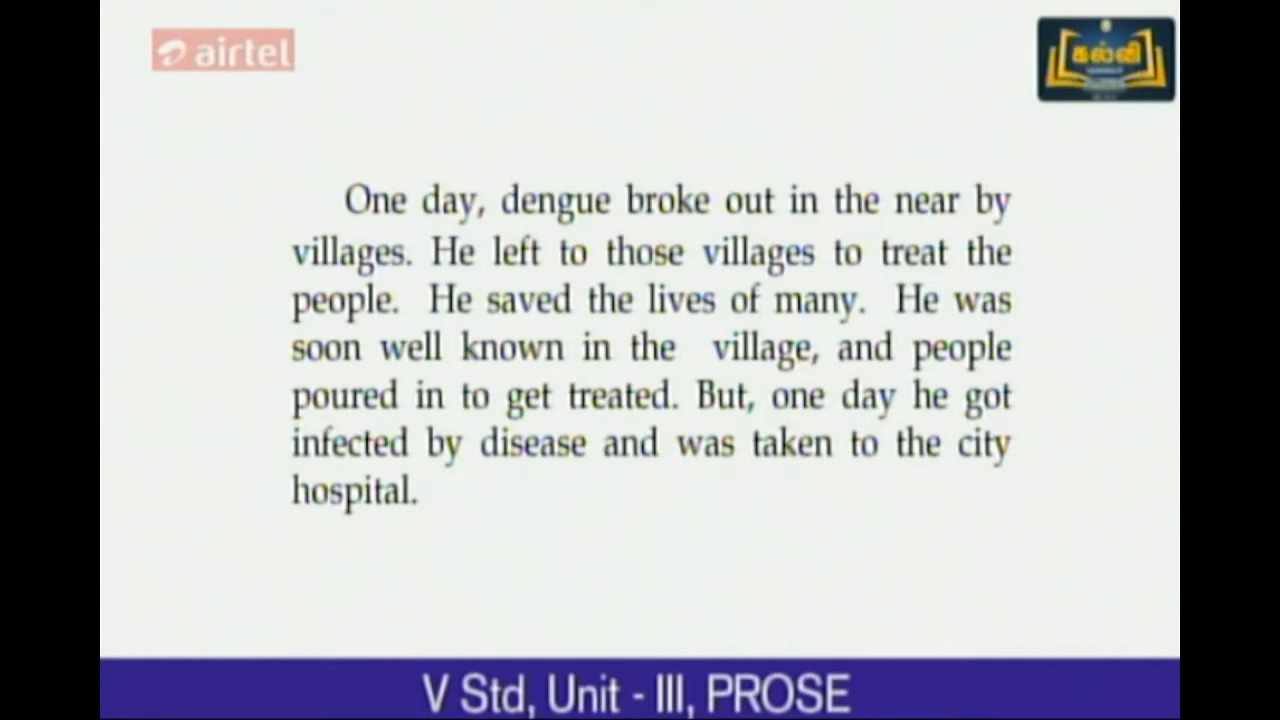 airtel
கல்வி
One day, dengue broke out in the near by
villages. He left to those villages to treat the
people. He saved the lives of many. He was
soon well known in the village, and people
poured in to get treated. But, one day he got
infected by disease and was taken to the city
hospital.
V Std, Unit - III, PROSE